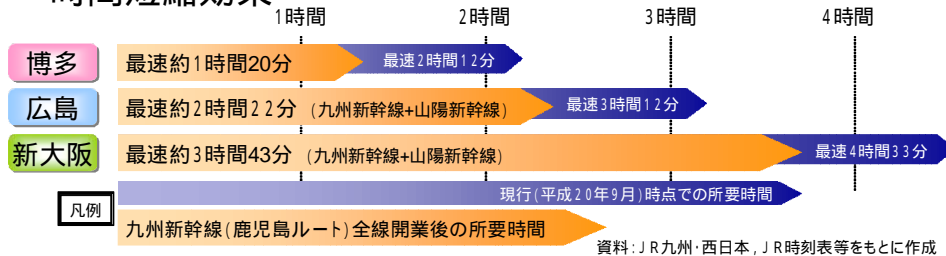 時間短縮効果
1時間 2時間 3時間 4時間
博多 最速約1時間20分 最速2時間12分
広島 最速約2時間22分 (九州新幹線+山陽新幹線) 最速3時間12分
新大阪 最速約3時間43分 (九州新幹線+山陽新幹線) 最速4時間33分
凡例 現行(平成20年9月)時点での所要時間
九州新幹線(鹿児島ルート)全線開業後の所要時間
資料:JR九州・西日本,JR時刻表等をもとに作成